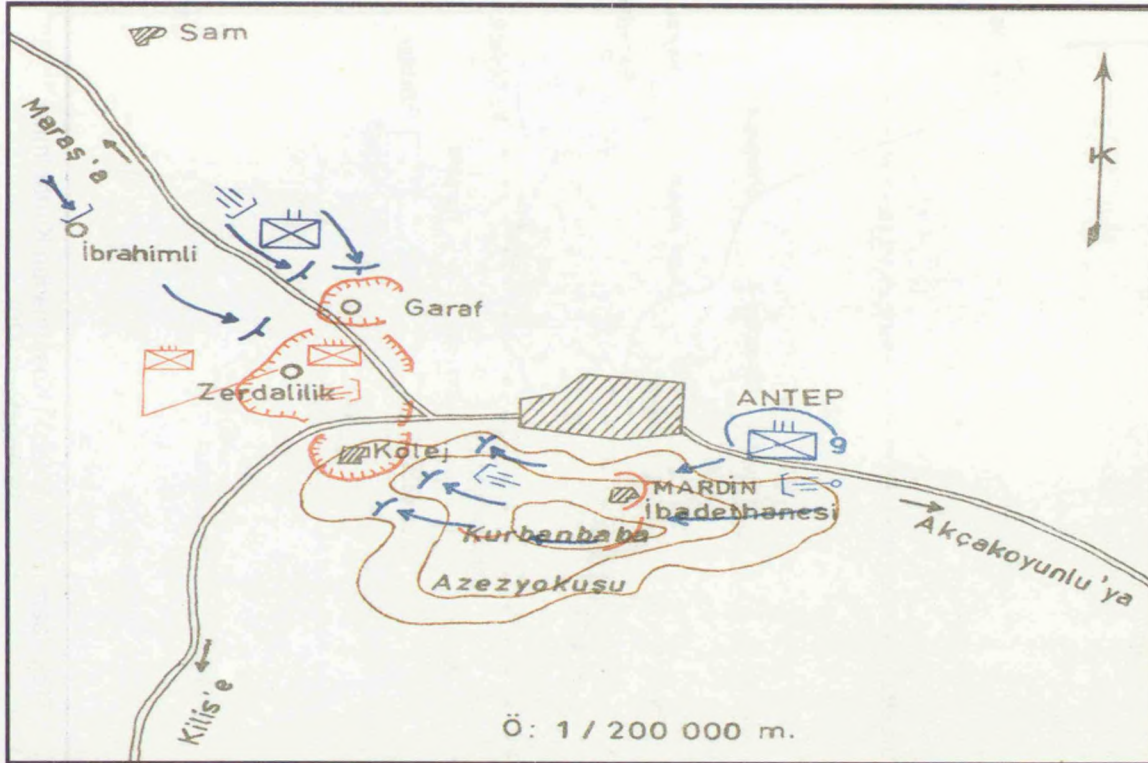 Sam
Maraş'a
K
İbrahimli
Garaf
Zerdalilik
ANTEP
9
Kolej
MARDİN
İbadethanesi
Kurbanbaba
Akçakoyunlu'ya
Azezyokuşu
Kilis'e
Ö: 1 / 200 000 m.